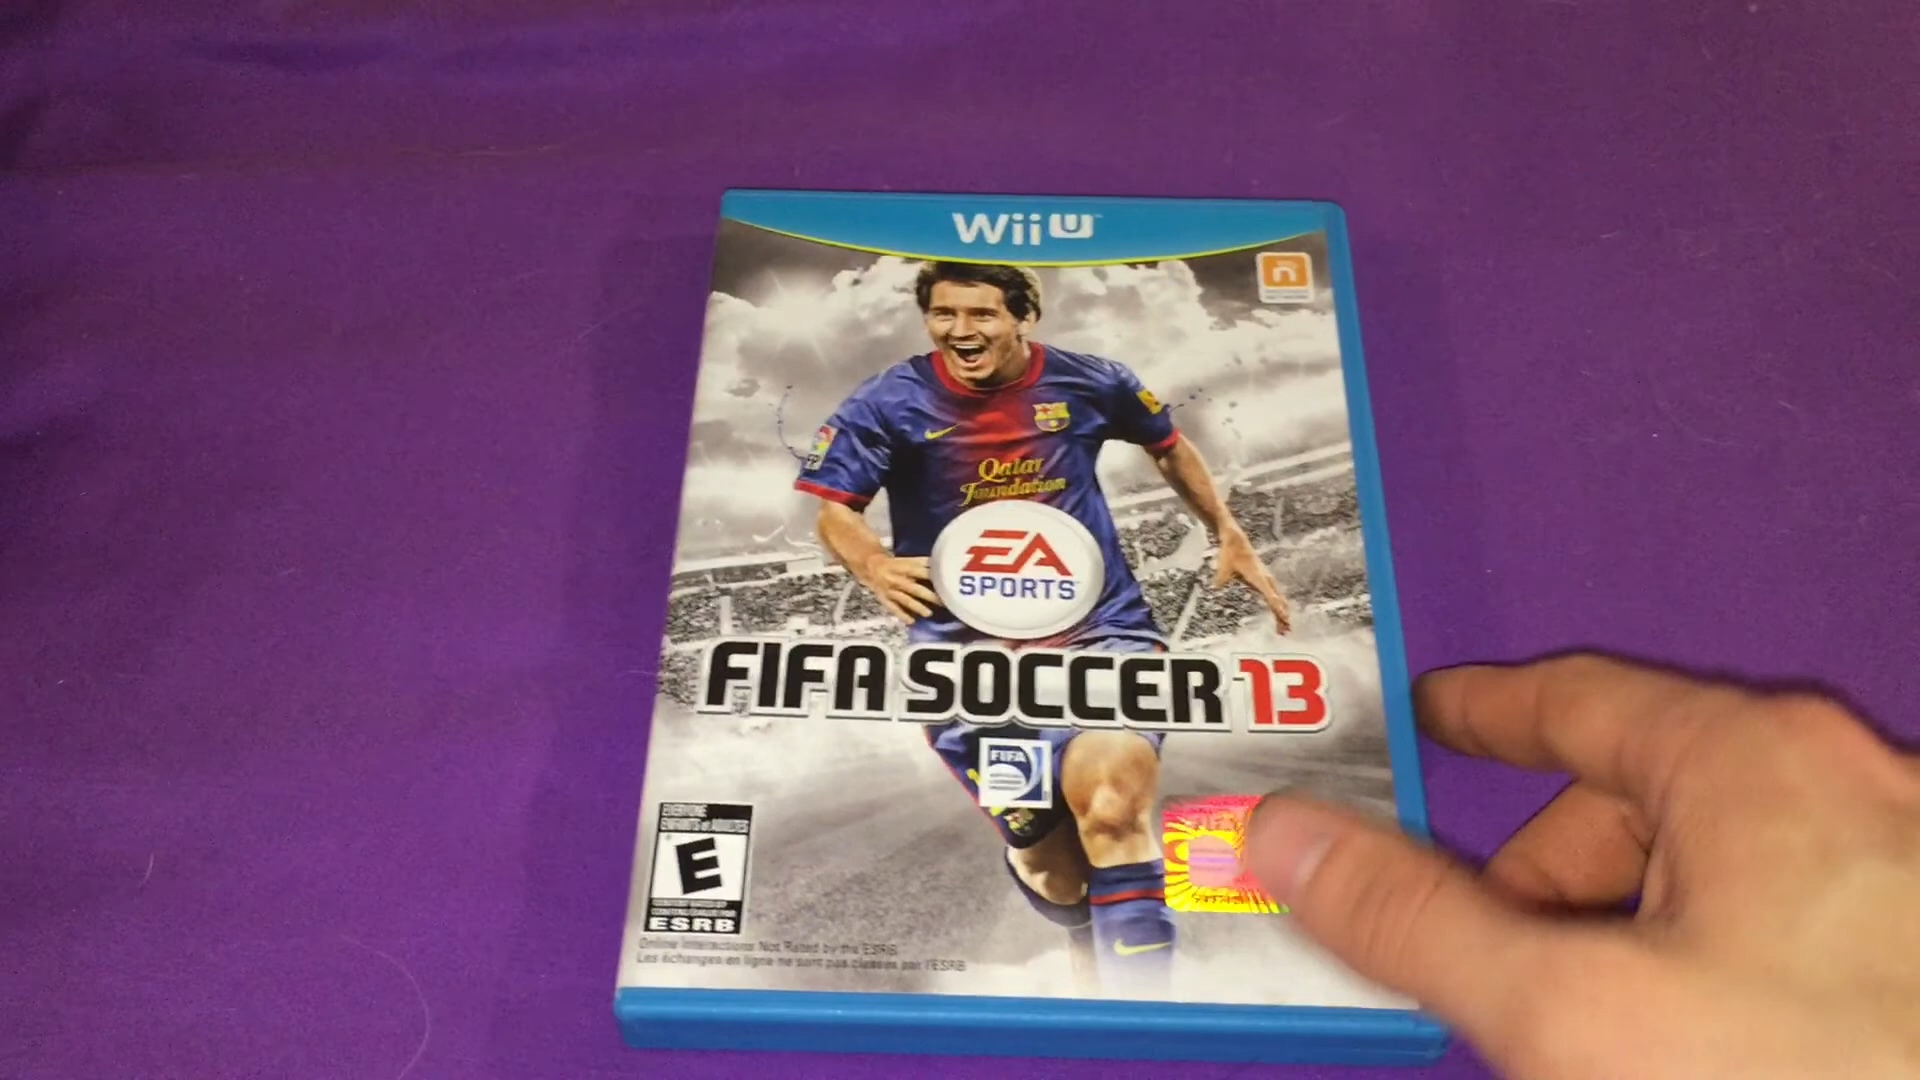 Wii U
Qatar
Foundation
EA
SPORTS
FIFA SOCCER 13
FIFA
EVERYONE
E
ESRB
Online Interactions Not Rated by the ESRB
Les échanges en ligne ne sont pas classés par l'ESRB